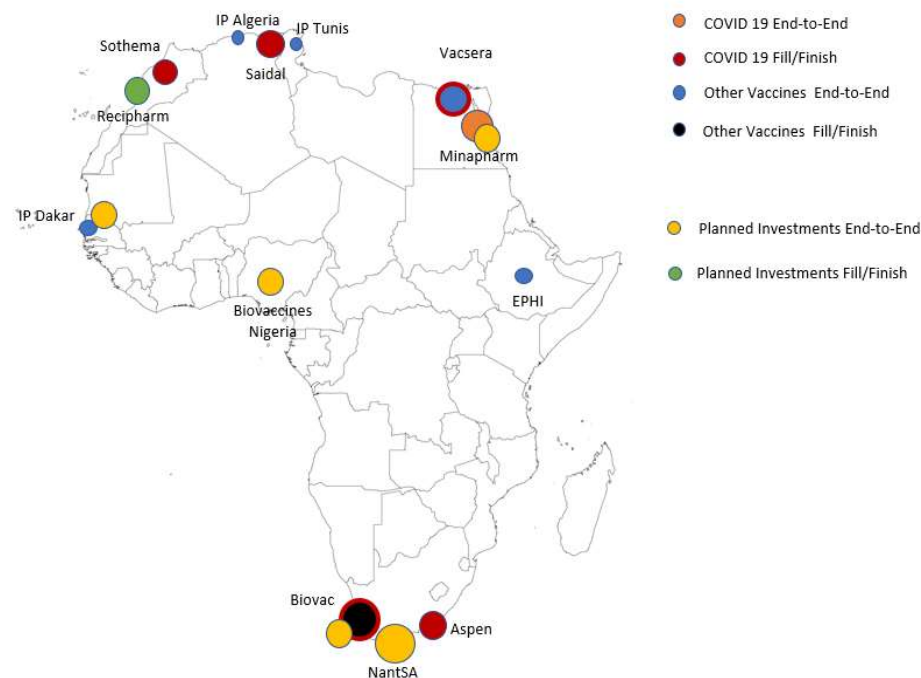 IP Algeria
IP Tunis
Sothema
Saidal
Vacsera
Recipharm
Minapharm
IP Dakar
Biovaccines
Nigeria
EPHI
Biovac
Aspen
NantSA
COVID 19 End-to-End
COVID 19 Fill/Finish
Other Vaccines End-to-End
Other Vaccines Fill/Finish
Planned Investments End-to-End
Planned Investments Fill/Finish